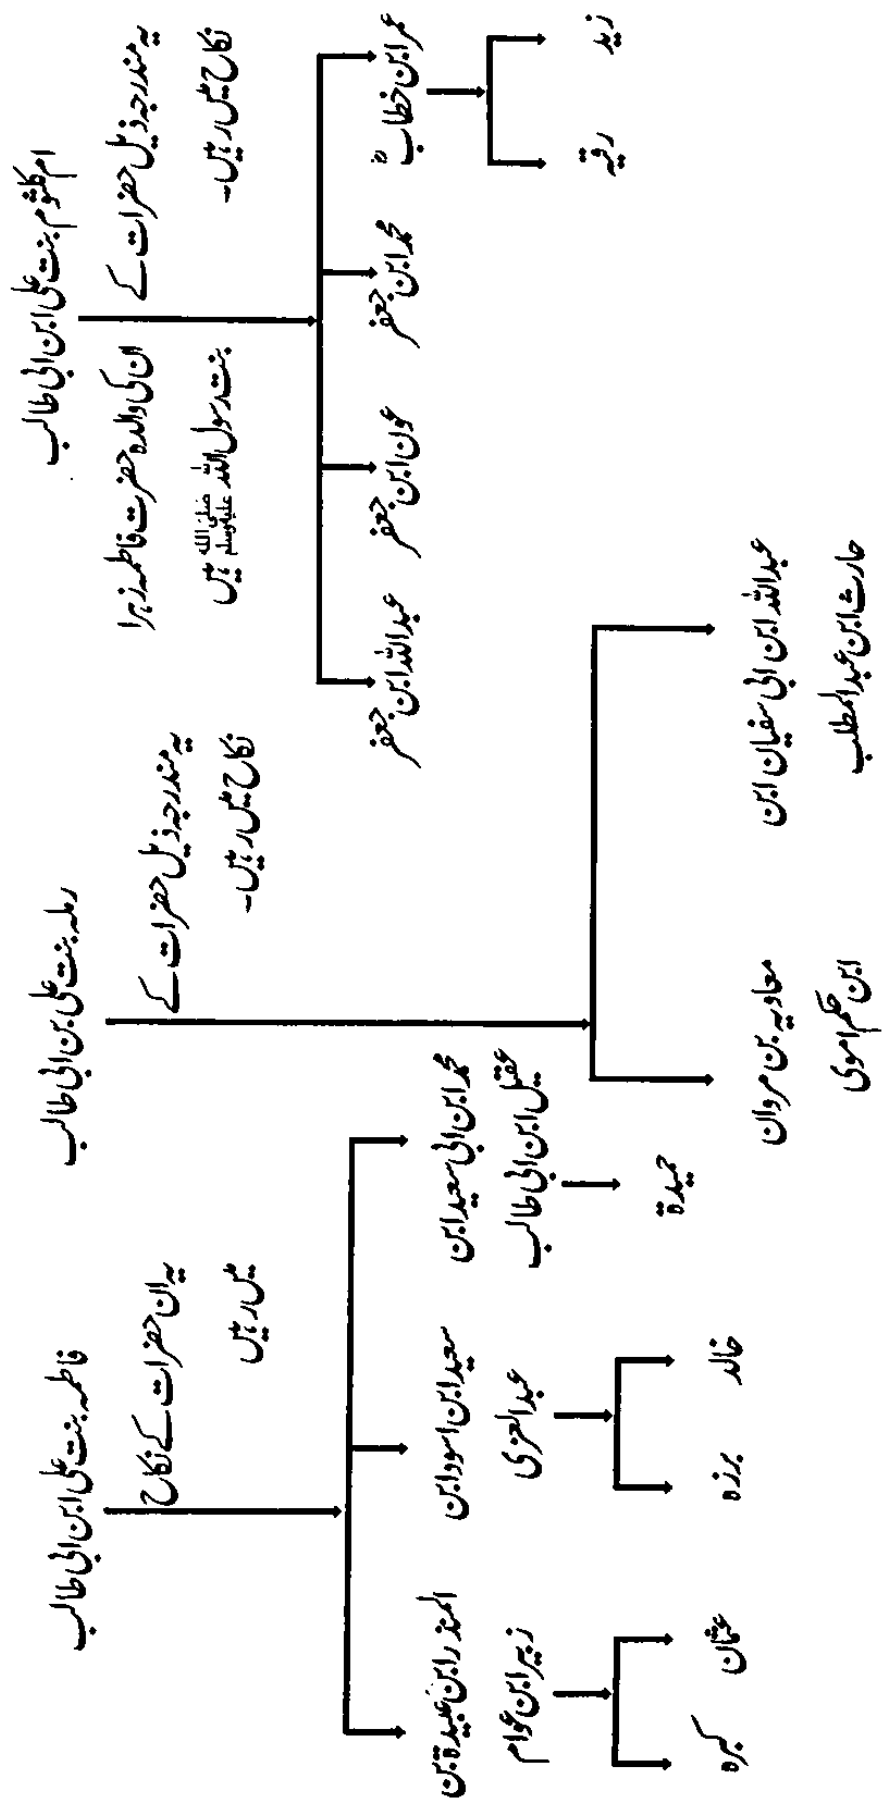 ام کلثوم بنت علی ابن ابی طالب
یہ مندرجہ ذیل حضرات کے
نکاح میں رہیں۔
ان کی والدہ حضرت فاطمہ زہرا
بنت رسول اللہ صلی اللہ علیہ وسلم ہیں
عمر ابن خطابؓ
محمد ابن جعفر
عون ابن جعفر
عبداللہ ابن جعفر
زید
رقیہ
رملہ بنت علی بن ابی طالب
یہ مندرجہ ذیل حضرات کے
نکاح میں رہیں۔
عبداللہ ابن ابی سفیان ابن
حارث ابن عبدالمطلب
معاویہ بن مروان
ابن حکم اموی
فاطمہ بنت علی ابن ابی طالب
یہ ان حضرات کے نکاح
میں رہیں
محمد ابن ابی سعید ابن
عقیل ابن ابی طالب
حمیدة
سعید ابن اسود ابن
عبدالعزی
خالد
برزہ
المنذر ابن عبیدة بن
زبیر ابن عوام
عثمان
کبرہ